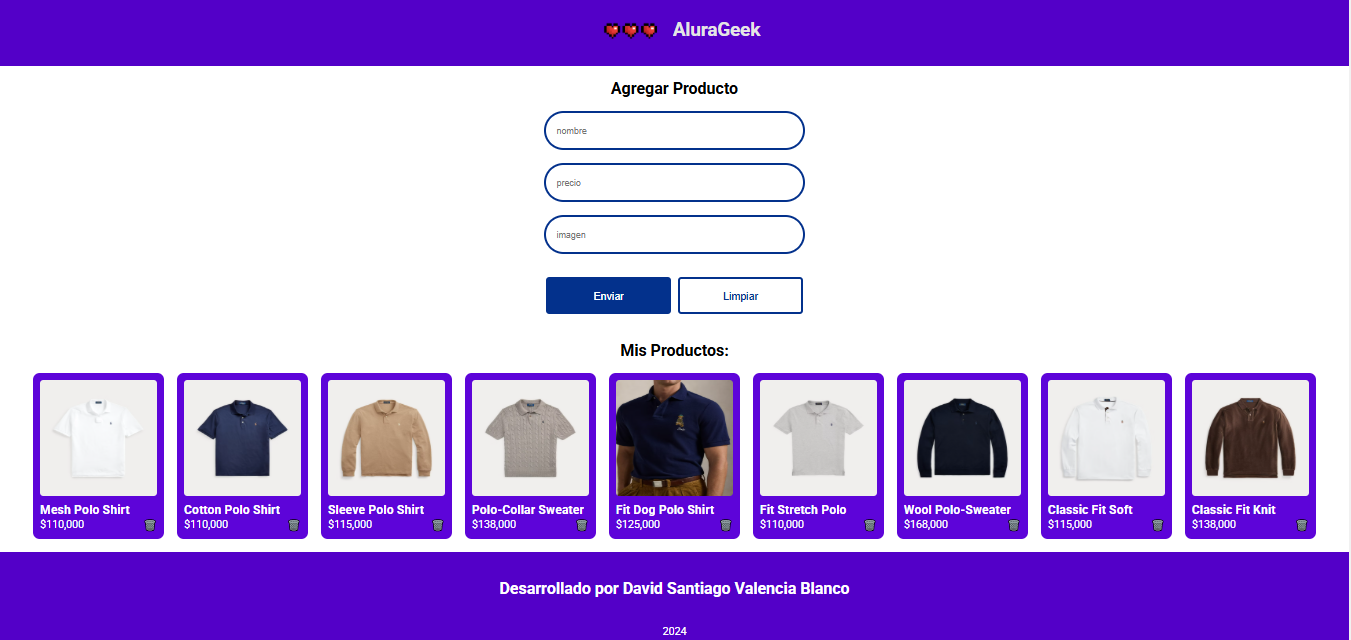 AluraGeek
Agregar Producto
nombre
precio
imagen
Enviar Limpiar
Mis Productos:
Mesh Polo Shirt Cotton Polo Shirt Sleeve Polo Shirt Polo-Collar Sweater Fit Dog Polo Shirt Fit Stretch Polo Wool Polo-Sweater Classic Fit Soft Classic Fit Knit
$110,000 $110,000 $115,000 $138,000 $125,000 $110,000 $168,000 $115,000 $138,000
Desarrollado por David Santiago Valencia Blanco
2024